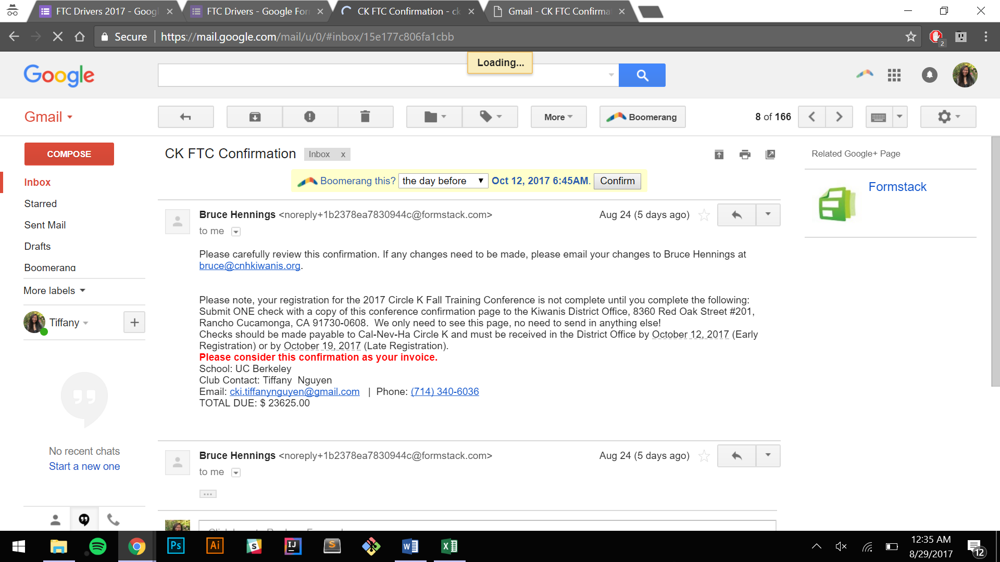 FTC Drivers 2017 - Goog
FTC Drivers - Google For
CK FTC Confirmation - ck
Gmail - CK FTC Confirma
Secure
https://mail.google.com/mail/u/0/#inbox/15e177c806fa1cbb
2
Loading...
Google
Gmail
More
Boomerang
8 of 166
COMPOSE
Inbox
Starred
Sent Mail
Drafts
Boomerang
More labels
Tiffany
No recent chats
Start a new one
CK FTC Confirmation
Inbox x
Boomerang this? the day before Oct 12, 2017 6:45AM. Confirm
Bruce Hennings <noreply+1b2378ea7830944c@formstack.com>
Aug 24 (5 days ago)
to me
Please carefully review this confirmation. If any changes need to be made, please email your changes to Bruce Hennings at
bruce@cnhkiwanis.org.
Please note, your registration for the 2017 Circle K Fall Training Conference is not complete until you complete the following:
Submit ONE check with a copy of this conference confirmation page to the Kiwanis District Office, 8360 Red Oak Street #201,
Rancho Cucamonga, CA 91730-0608.  We only need to see this page, no need to send in anything else!
Checks should be made payable to Cal-Nev-Ha Circle K and must be received in the District Office by October 12, 2017 (Early
Registration) or by October 19, 2017 (Late Registration).
Please consider this confirmation as your invoice.
School: UC Berkeley
Club Contact: Tiffany  Nguyen
Email: cki.tiffanynguyen@gmail.com  |  Phone: (714) 340-6036
TOTAL DUE: $ 23625.00
Bruce Hennings <noreply+1b2378ea7830944c@formstack.com>
Aug 24 (5 days ago)
to me
Related Google+ Page
Formstack
Ps
Ai
S
IJ
S
W
X
12:35 AM
8/29/2017
12